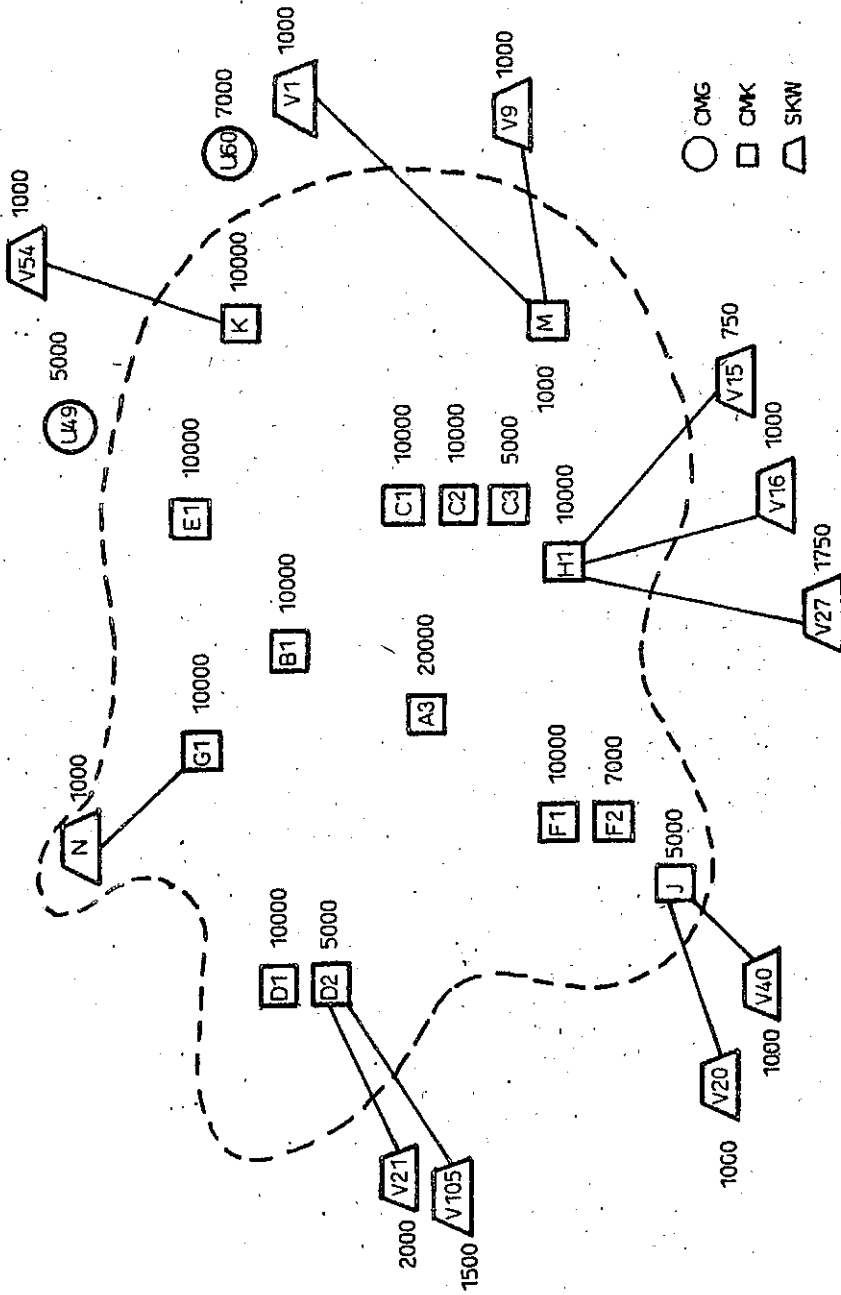 V54 1000
U49 5000
U60 7000
V1 1000
N 1000
K 10000
E1 10000
G1 10000
B1 10000
D1 10000
D2 5000
C1 10000
C2 10000
C3 5000
V9 1000
A3 20000
M 1000
H1 10000
F1 10000
F2 7000
J 5000
V21 2000
V105 1500
V20 1000
V40 1000
V27 1750
V16 1000
V15 750
CMG
CMK
SKW